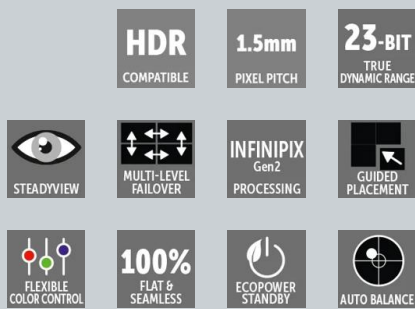 HDR
COMPATIBLE
1.5mm
PIXEL PITCH
23-BIT
TRUE
DYNAMIC RANGE
STEADYVIEW
MULTI-LEVEL
FAILOVER
INFINIPIX
Gen2
PROCESSING
GUIDED
PLACEMENT
FLEXIBLE
COLOR CONTROL
100%
FLAT &
SEAMLESS
ECOPOWER
STANDBY
AUTO BALANCE